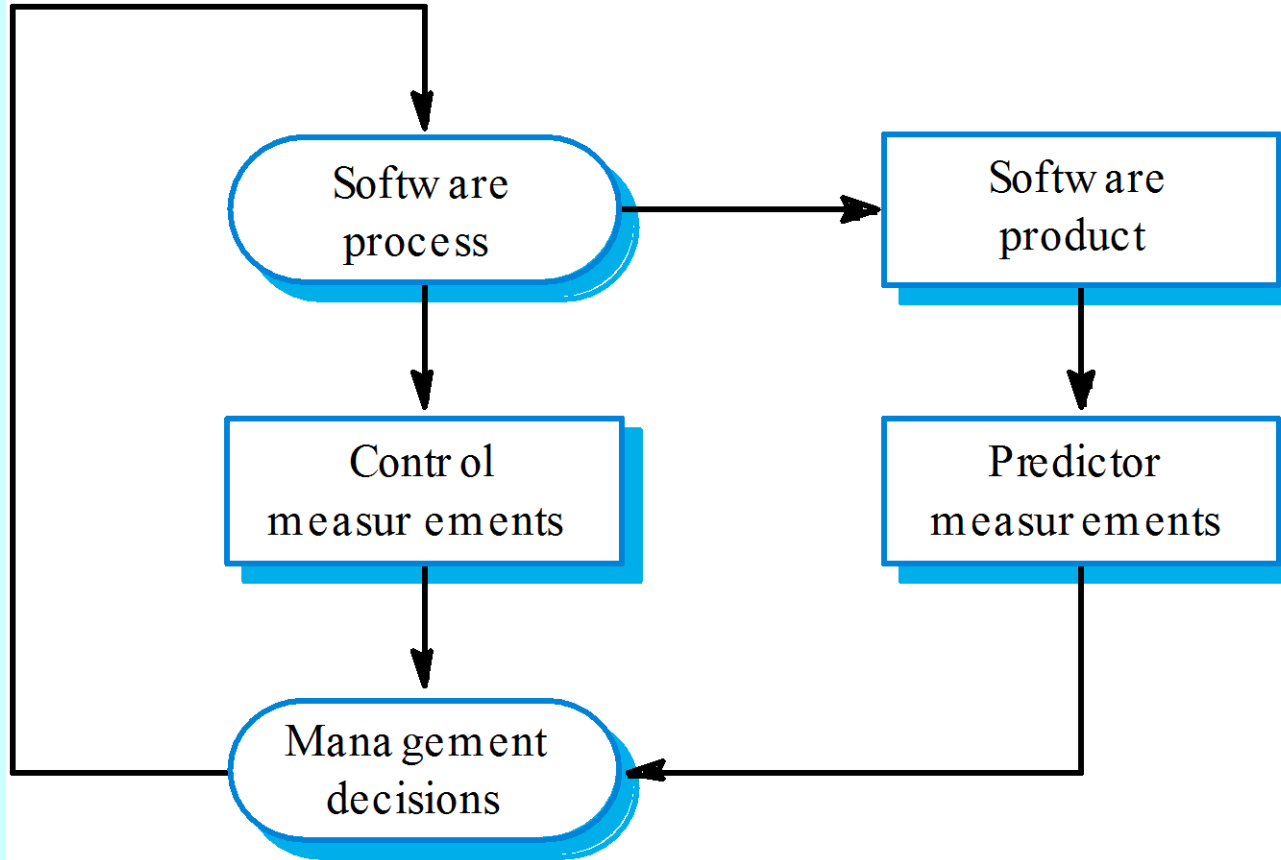 Software
process
Software
product
Control
measurements
Predictor
measurements
Management
decisions